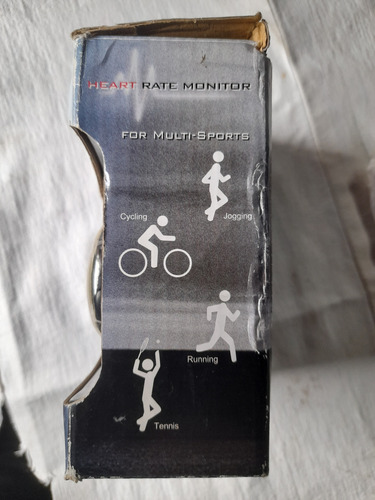 HEART RATE MONITOR
FOR MULTI-SPORTS
Cycling
Jogging
Running
Tennis